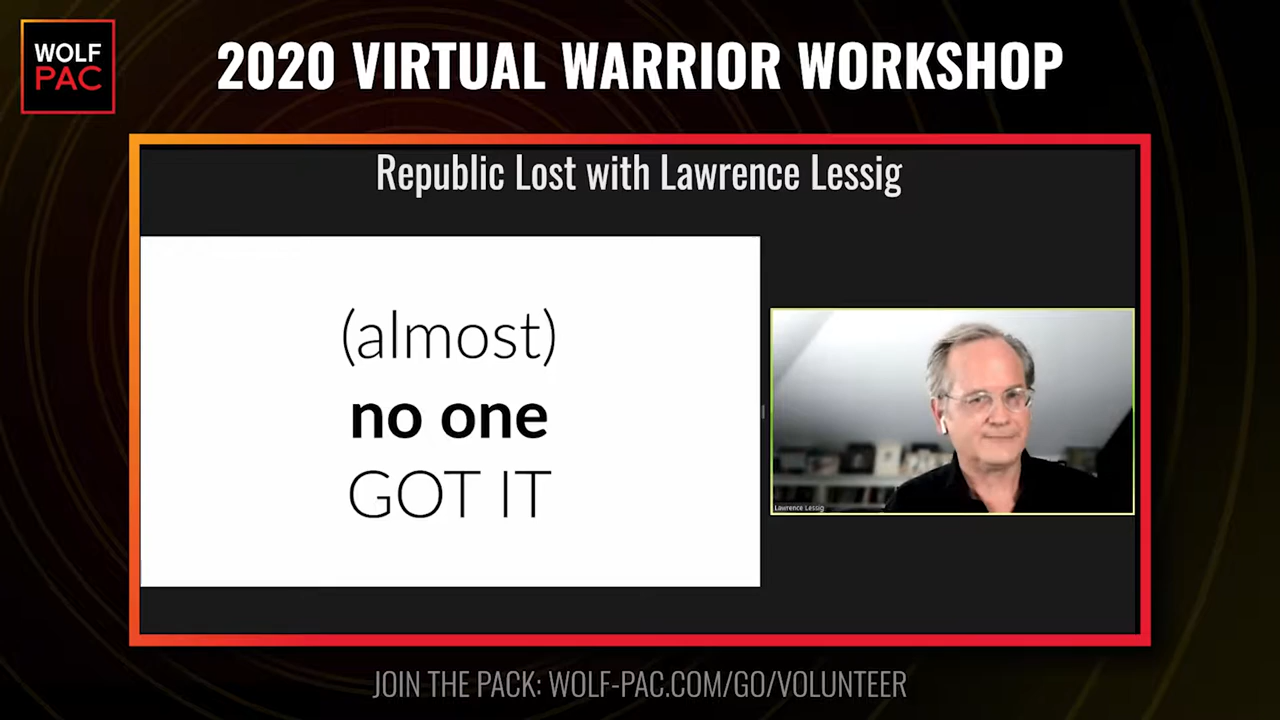 WOLF
PAC
2020 VIRTUAL WARRIOR WORKSHOP
Republic Lost with Lawrence Lessig
(almost)
no one
GOT IT
Lawrence Lessig
JOIN THE PACK: WOLF-PAC.COM/GO/VOLUNTEER